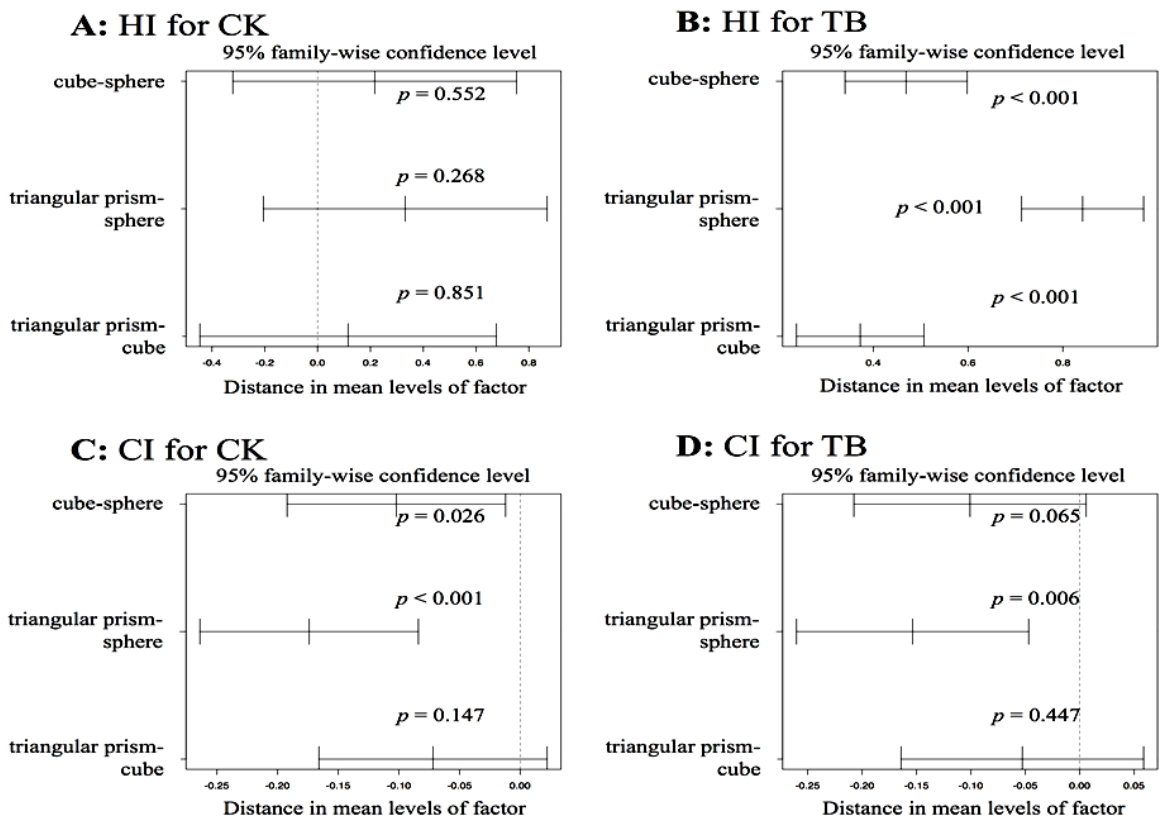 A: HI for CK
95% family-wise confidence level
cube-sphere
p = 0.552
triangular prism-
sphere
p = 0.268
triangular prism-
cube
p = 0.851
-0.4 -0.2 0.0 0.2 0.4 0.6 0.8
Distance in mean levels of factor
B: HI for TB
95% family-wise confidence level
cube-sphere
p < 0.001
triangular prism-
sphere
p < 0.001
triangular prism-
cube
p < 0.001
0.4 0.6 0.8
Distance in mean levels of factor
C: CI for CK
95% family-wise confidence level
cube-sphere
p = 0.026
triangular prism-
sphere
p < 0.001
triangular prism-
cube
p = 0.147
-0.25 -0.20 -0.15 -0.10 -0.05 0.00
Distance in mean levels of factor
D: CI for TB
95% family-wise confidence level
cube-sphere
p = 0.065
triangular prism-
sphere
p = 0.006
triangular prism-
cube
p = 0.447
-0.25 -0.20 -0.15 -0.10 -0.05 0.00 0.05
Distance in mean levels of factor